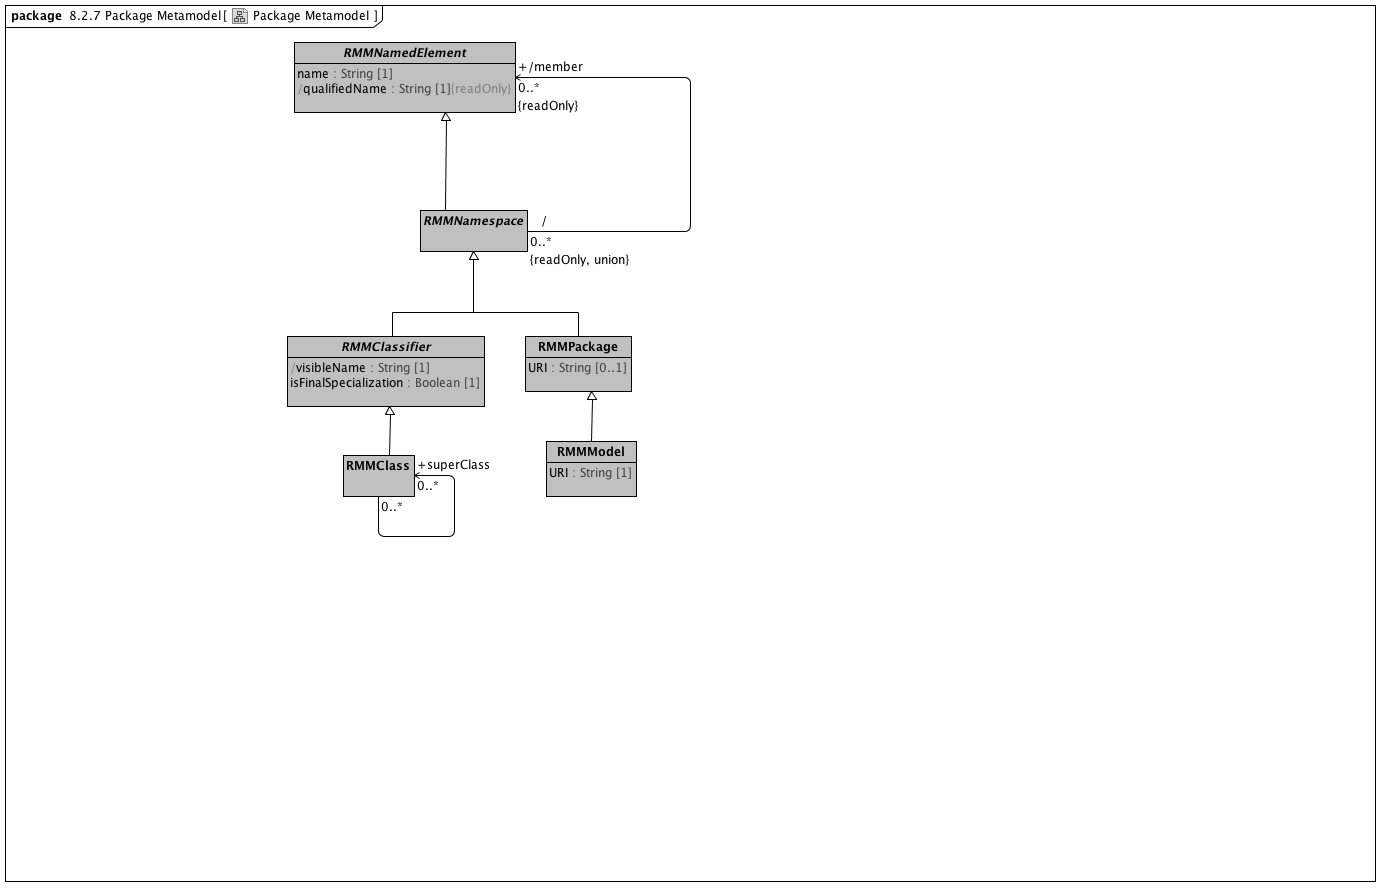 package 8.2.7 Package Metamodel[ Package Metamodel ]
RMMNamedElement
name : String [1]
/qualifiedName : String [1]{readOnly}
+/member
0..*
{readOnly}
RMMNamespace
/
0..*
{readOnly, union}
RMMClassifier
/visibleName : String [1]
isFinalSpecialization : Boolean [1]
RMMPackage
URI : String [0..1]
RMMClass
+superClass
0..*
0..*
RMMModel
URI : String [1]